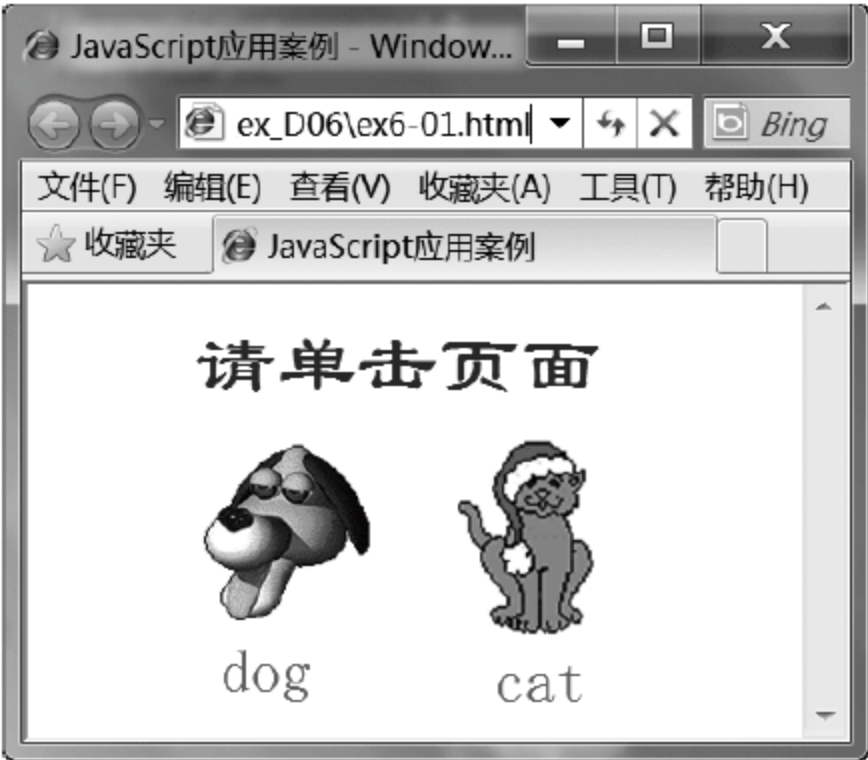 JavaScript应用案例 - Window...
ex_D06\ex6-01.html
Bing
文件(F) 编辑(E) 查看(V) 收藏夹(A) 工具(T) 帮助(H)
收藏夹 JavaScript应用案例
请单击页面
dog cat